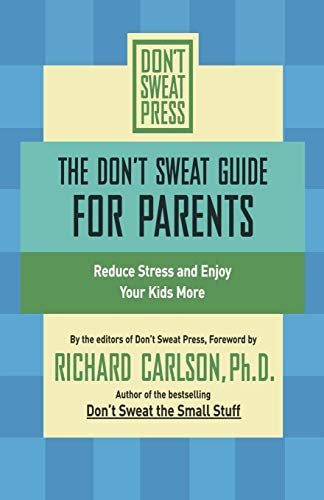 DON'T
SWEAT
PRESS
THE DON'T SWEAT GUIDE
FOR PARENTS
Reduce Stress and Enjoy
Your Kids More
By the editors of Don't Sweat Press, Foreword by
RICHARD CARLSON, Ph.D.
Author of the bestselling
Don't Sweat the Small Stuff